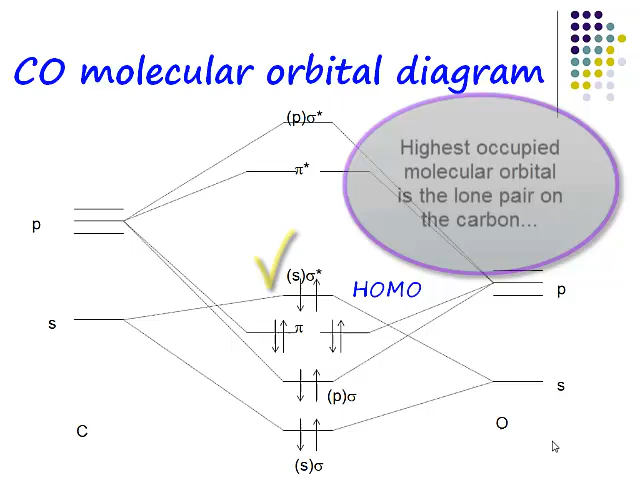 CO molecular orbital diagram
(p)σ*
Highest occupied
molecular orbital
is the lone pair on
the carbon...
π*
p
(s)σ*
HOMO
p
s
π
s
(p)σ
C
O
(s)σ